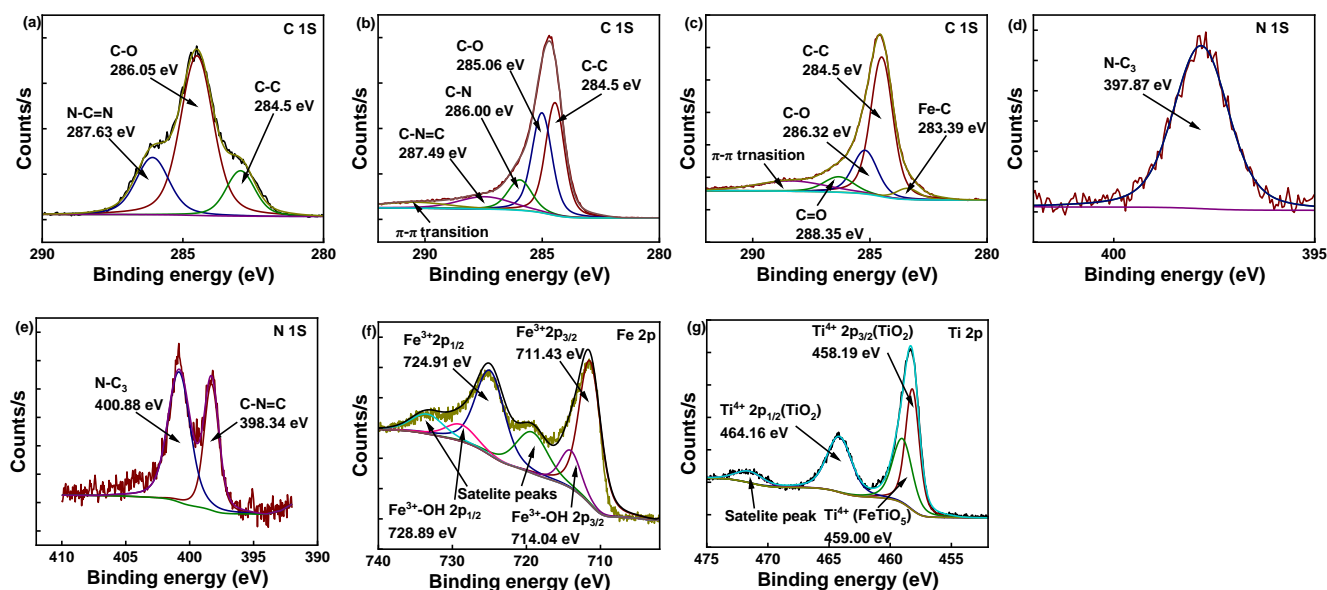 (a)
C 1S
C-O
286.05 eV
C-C
284.5 eV
N-C=N
287.63 eV
Counts/s
290
285
280
Binding energy (eV)
(b)
C 1S
C-O
285.06 eV
C-C
284.5 eV
C-N
286.00 eV
C-N=C
287.49 eV
π-π transition
Counts/s
290
285
280
Binding energy (eV)
(c)
C 1S
C-C
284.5 eV
C-O
286.32 eV
Fe-C
283.39 eV
π-π trnasition
C=O
288.35 eV
Counts/s
290
285
280
Binding energy (eV)
(d)
N 1S
N-C₃
397.87 eV
Counts/s
400
395
Binding energy (eV)
(e)
N 1S
N-C₃
400.88 eV
C-N=C
398.34 eV
Counts/s
410
405
400
395
390
Binding energy (eV)
(f)
Fe 2p
Fe³⁺2p₁/₂
724.91 eV
Fe³⁺2p₃/₂
711.43 eV
Satelite peaks
Fe³⁺-OH 2p₁/₂
728.89 eV
Fe³⁺-OH 2p₃/₂
714.04 eV
Counts/s
740
730
720
710
Binding energy (eV)
(g)
Ti 2p
Ti⁴⁺ 2p₃/₂(TiO₂)
458.19 eV
Ti⁴⁺ 2p₁/₂(TiO₂)
464.16 eV
Satelite peak
Ti⁴⁺ (FeTiO₅)
459.00 eV
Counts/s
475
470
465
460
455
Binding energy (eV)